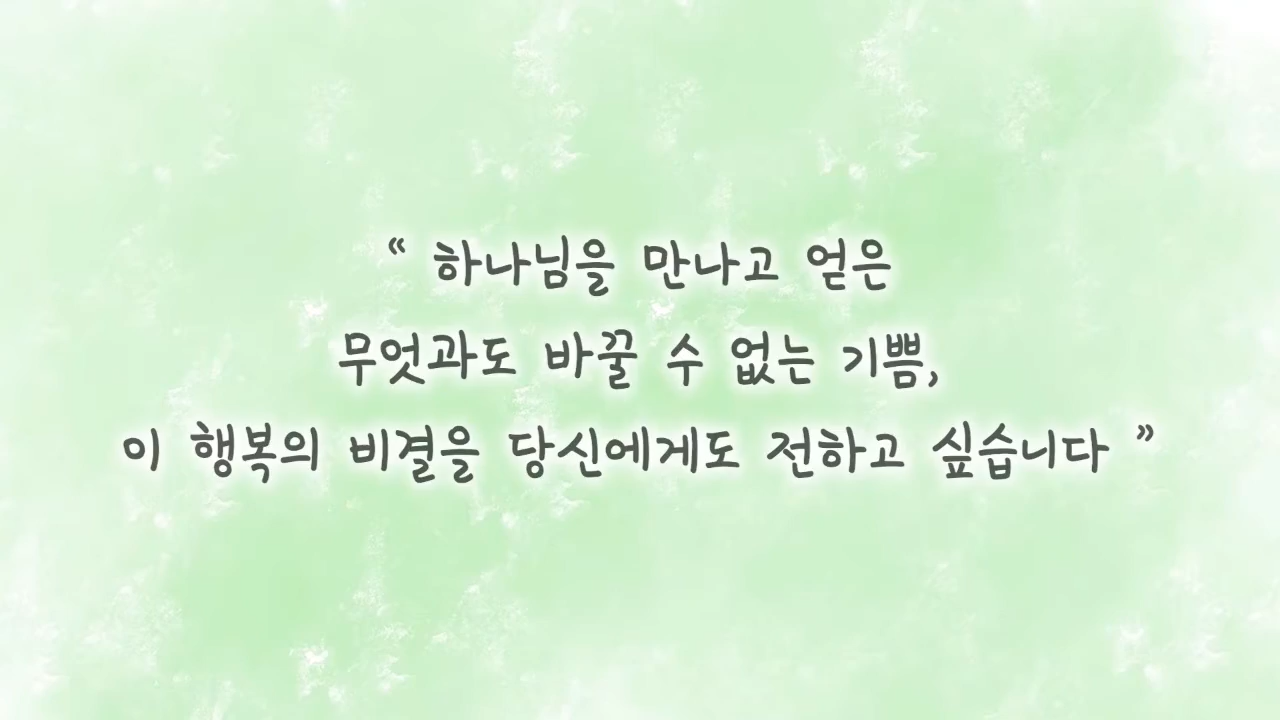 “ 하나님을 만나고 얻은
무엇과도 바꿀 수 없는 기쁨,
이 행복의 비결을 당신에게도 전하고 싶습니다 ”